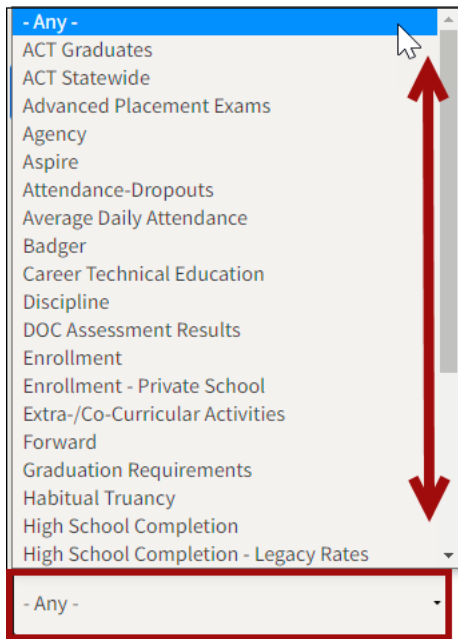 - Any -
ACT Graduates
ACT Statewide
Advanced Placement Exams
Agency
Aspire
Attendance-Dropouts
Average Daily Attendance
Badger
Career Technical Education
Discipline
DOC Assessment Results
Enrollment
Enrollment - Private School
Extra-/Co-Curricular Activities
Forward
Graduation Requirements
Habitual Truancy
High School Completion
High School Completion - Legacy Rates
- Any -